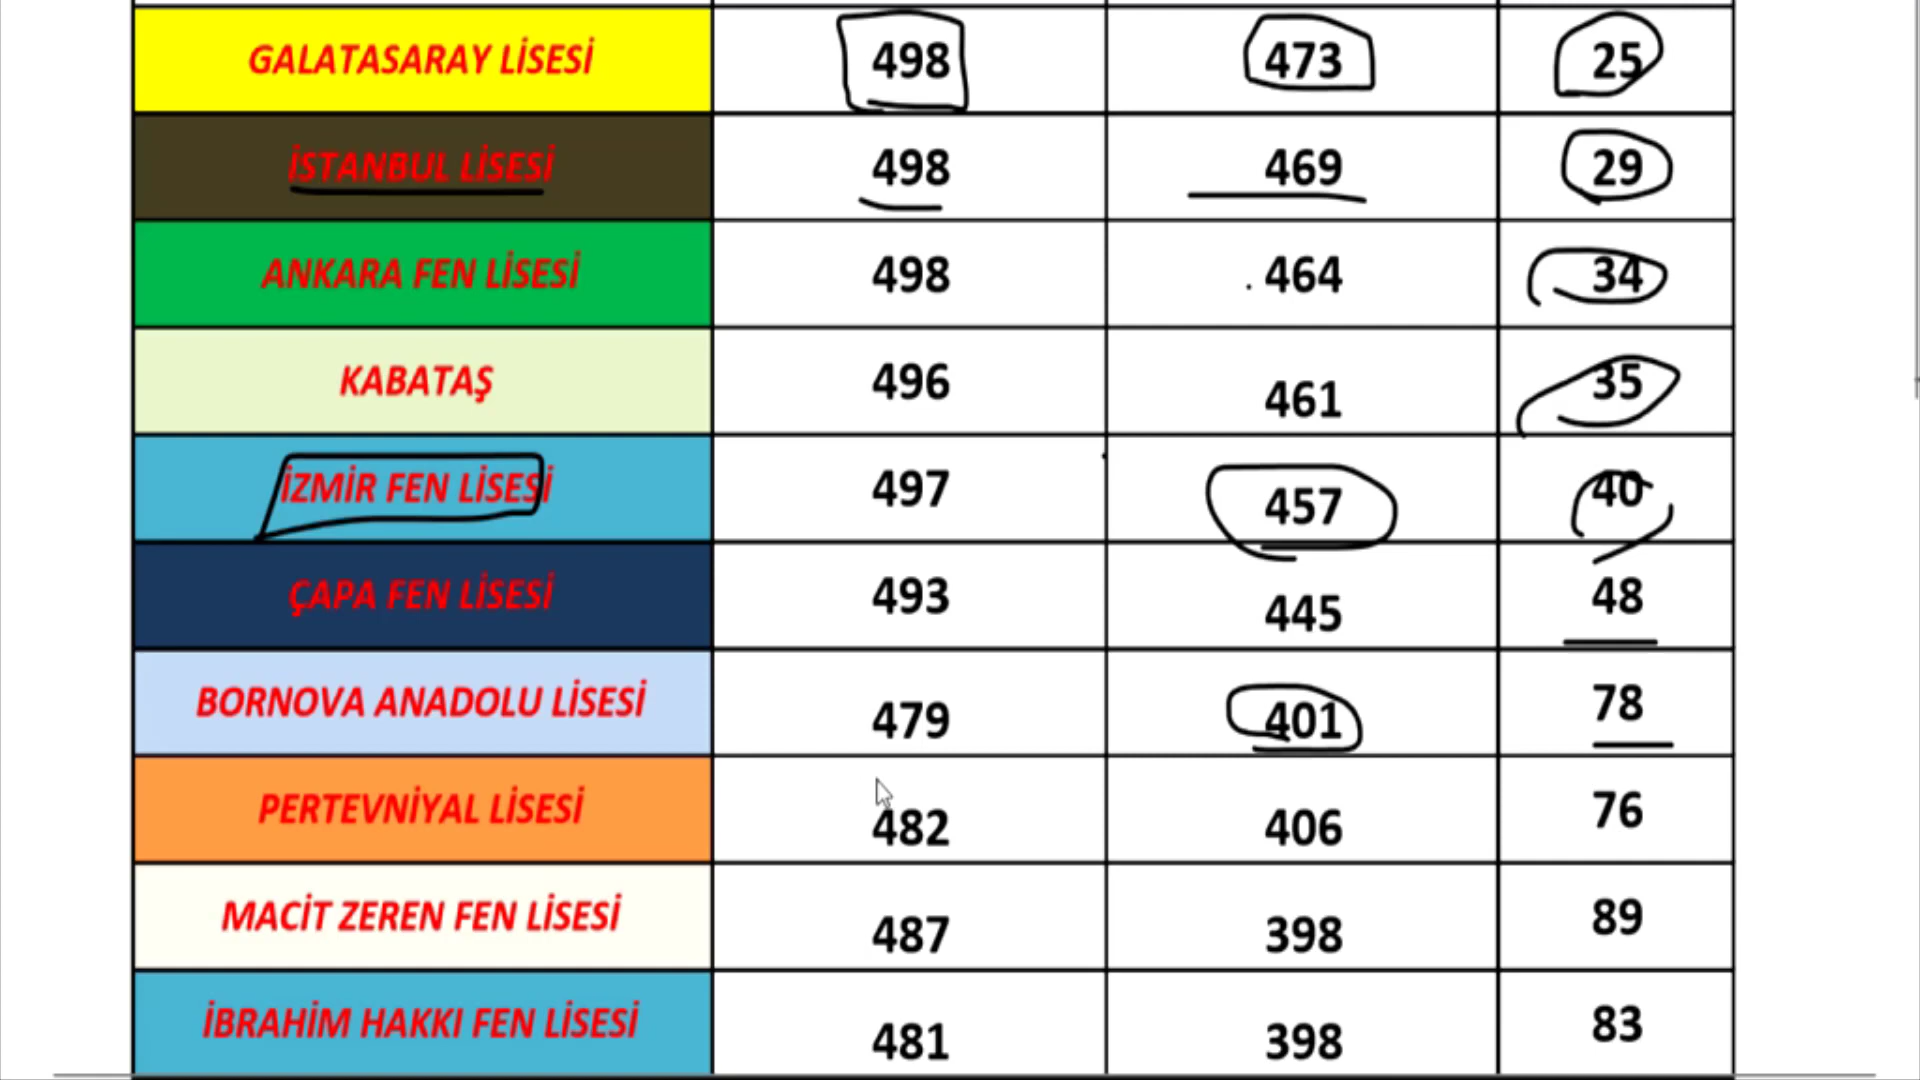 GALATASARAY LİSESİ 498 473 25
İSTANBUL LİSESİ 498 469 29
ANKARA FEN LİSESİ 498 464 34
KABATAŞ 496 461 35
İZMİR FEN LİSESİ 497 457 40
ÇAPA FEN LİSESİ 493 445 48
BORNOVA ANADOLU LİSESİ 479 401 78
PERTEVNİYAL LİSESİ 482 406 76
MACİT ZEREN FEN LİSESİ 487 398 89
İBRAHİM HAKKI FEN LİSESİ 481 398 83